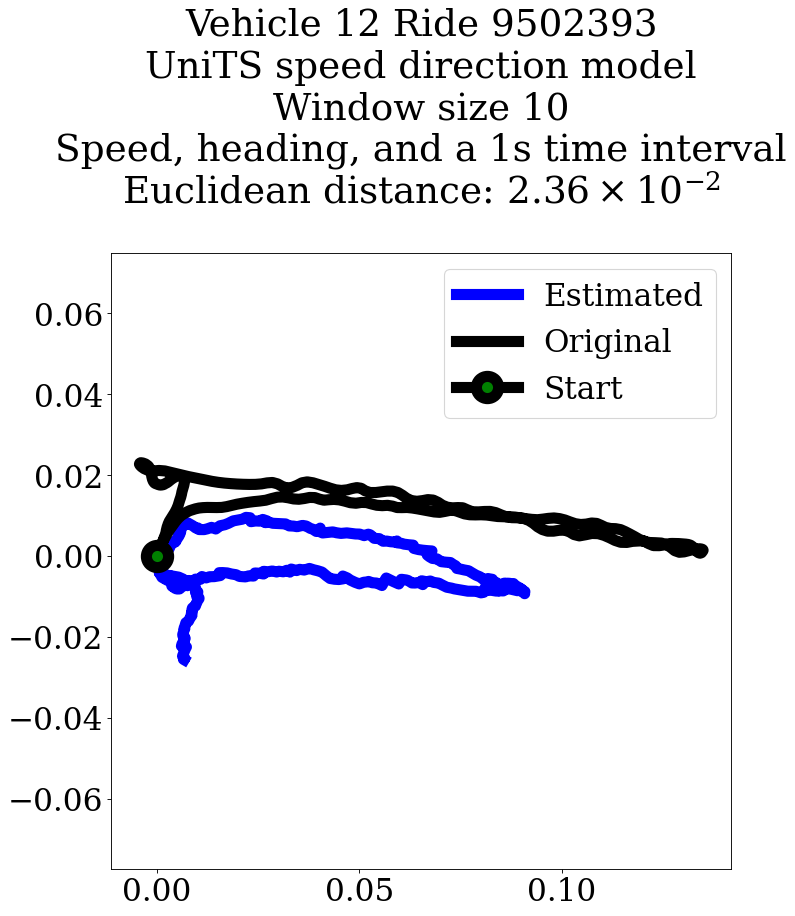 Vehicle 12 Ride 9502393
UniTS speed direction model
Window size 10
Speed, heading, and a 1s time interval
Euclidean distance: 2.36 × 10⁻²
Estimated
Original
Start
0.06
0.04
0.02
0.00
−0.02
−0.04
−0.06
0.00 0.05 0.10